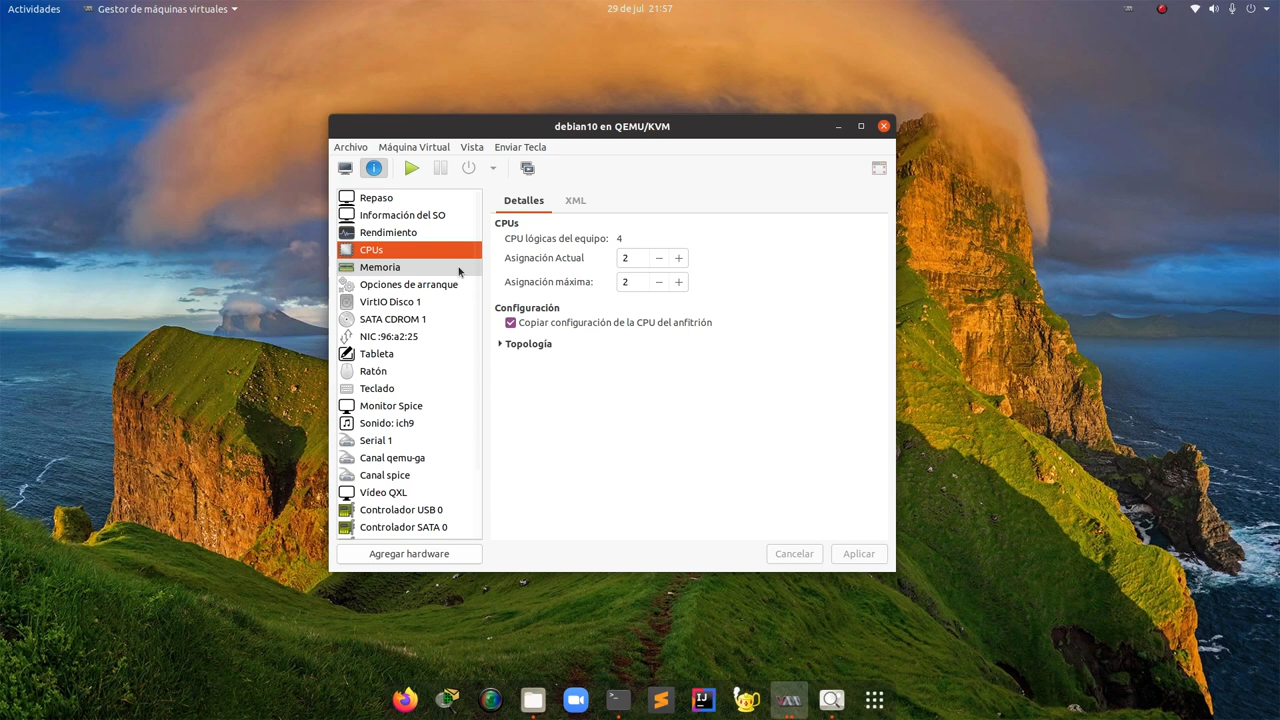 Actividades
Gestor de máquinas virtuales
29 de jul 21:57
debian10 en QEMU/KVM
Archivo
Máquina Virtual
Vista
Enviar Tecla
Repaso
Información del SO
Rendimiento
CPUs
Memoria
Opciones de arranque
VirtIO Disco 1
SATA CDROM 1
NIC :96:a2:25
Tableta
Ratón
Teclado
Monitor Spice
Sonido: ich9
Serial 1
Canal qemu-ga
Canal spice
Vídeo QXL
Controlador USB 0
Controlador SATA 0
Agregar hardware
Detalles
XML
CPUs
CPU lógicas del equipo: 4
Asignación Actual 2
Asignación máxima: 2
Configuración
Copiar configuración de la CPU del anfitrión
Topología
Cancelar
Aplicar
IJ